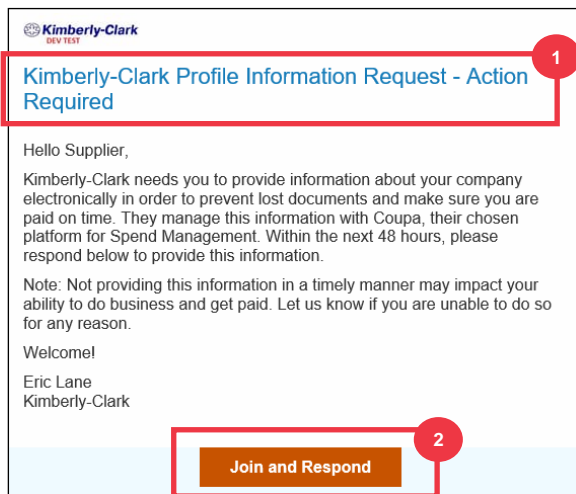 Kimberly-Clark
DEV TEST
1
Kimberly-Clark Profile Information Request - Action
Required
Hello Supplier,
Kimberly-Clark needs you to provide information about your company
electronically in order to prevent lost documents and make sure you are
paid on time. They manage this information with Coupa, their chosen
platform for Spend Management. Within the next 48 hours, please
respond below to provide this information.
Note: Not providing this information in a timely manner may impact your
ability to do business and get paid. Let us know if you are unable to do so
for any reason.
Welcome!
Eric Lane
Kimberly-Clark
2
Join and Respond